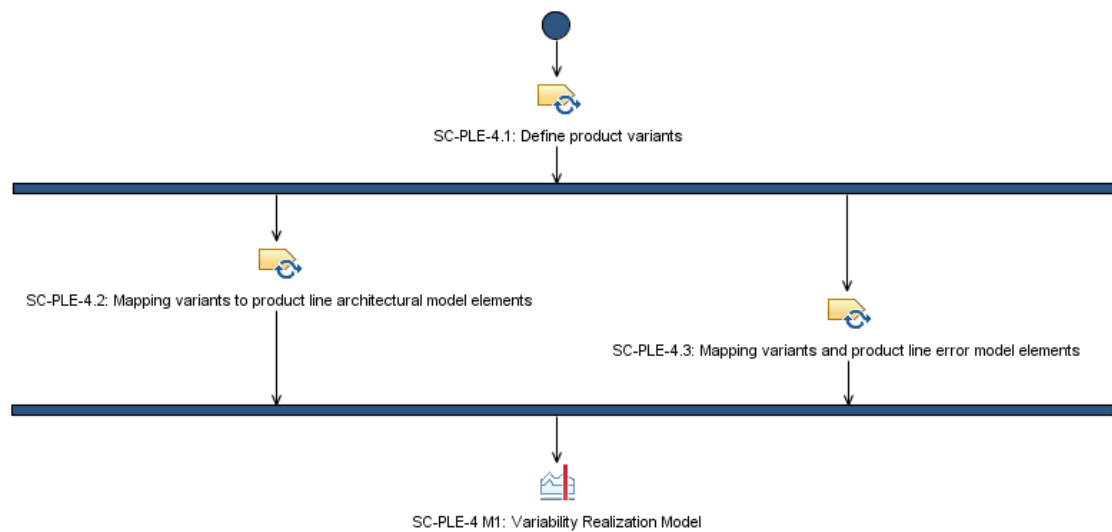 SC-PLE-4.1: Define product variants
SC-PLE-4.2: Mapping variants to product line architectural model elements
SC-PLE-4.3: Mapping variants and product line error model elements
SC-PLE-4 M1: Variability Realization Model